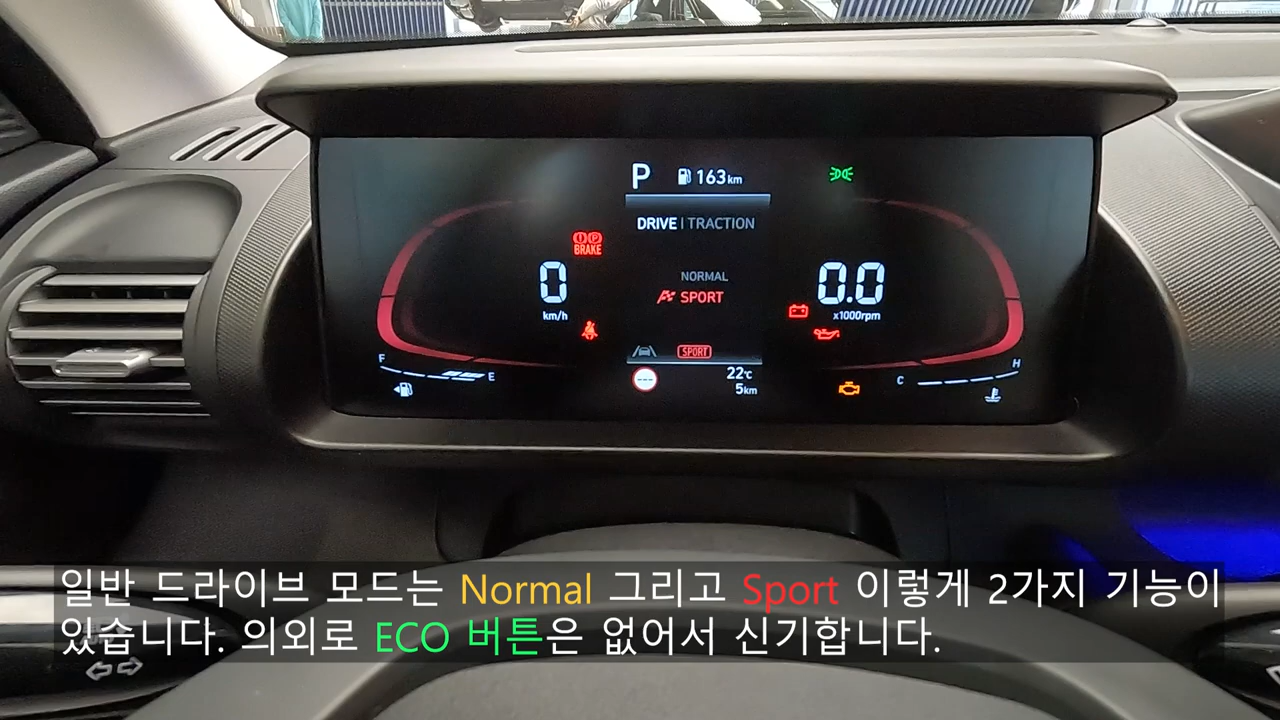 P 163km
DRIVE | TRACTION
BRAKE
0
km/h
NORMAL
SPORT
0.0
x1000rpm
SPORT
F
E
22℃
5km
C
H
일반 드라이브 모드는 Normal 그리고 Sport 이렇게 2가지 기능이
있습니다. 의외로 ECO 버튼은 없어서 신기합니다.